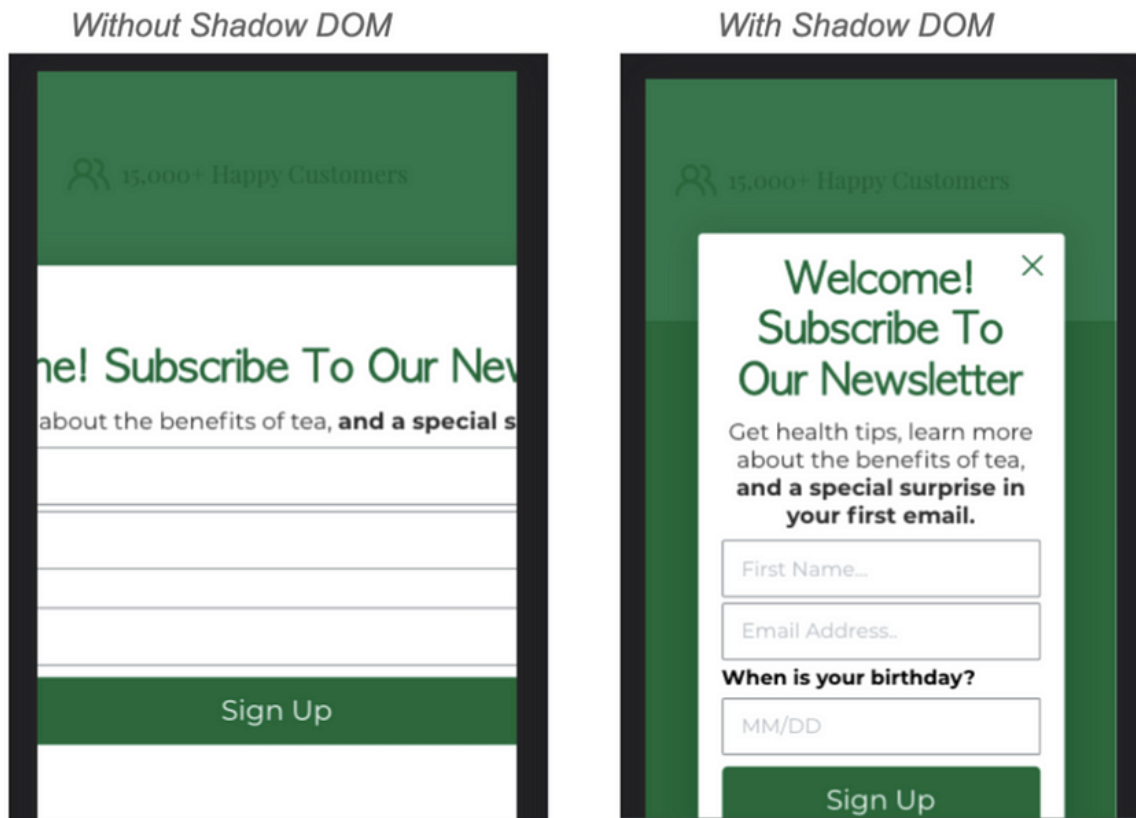 Without Shadow DOM
15,000+ Happy Customers
ne! Subscribe To Our New
about the benefits of tea, and a special s
Sign Up
With Shadow DOM
15,000+ Happy Customers
Welcome!
Subscribe To
Our Newsletter
Get health tips, learn more
about the benefits of tea,
and a special surprise in
your first email.
First Name...
Email Address..
When is your birthday?
MM/DD
Sign Up